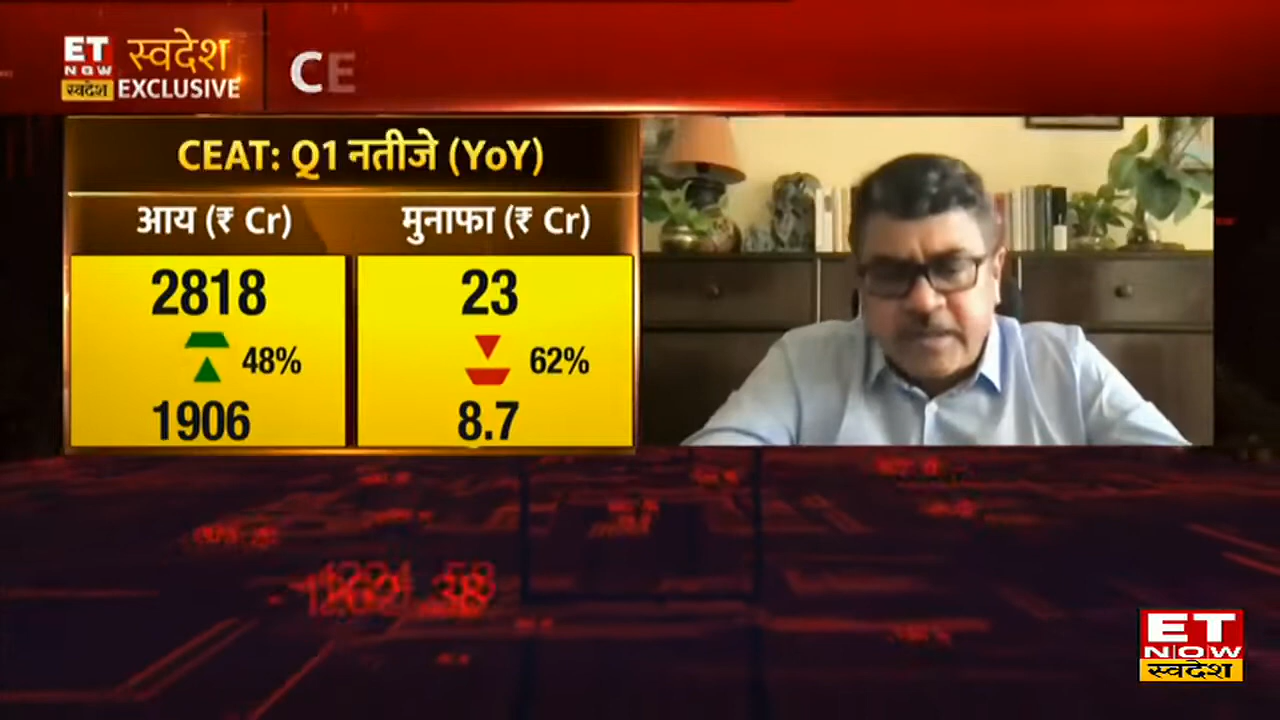 ET
NOW
स्वदेश
स्वदेश
EXCLUSIVE
CE
CEAT: Q1 नतीजे (YoY)
आय (₹ Cr)
मुनाफा (₹ Cr)
2818
23
48%
62%
1906
8.7
ET
NOW
स्वदेश